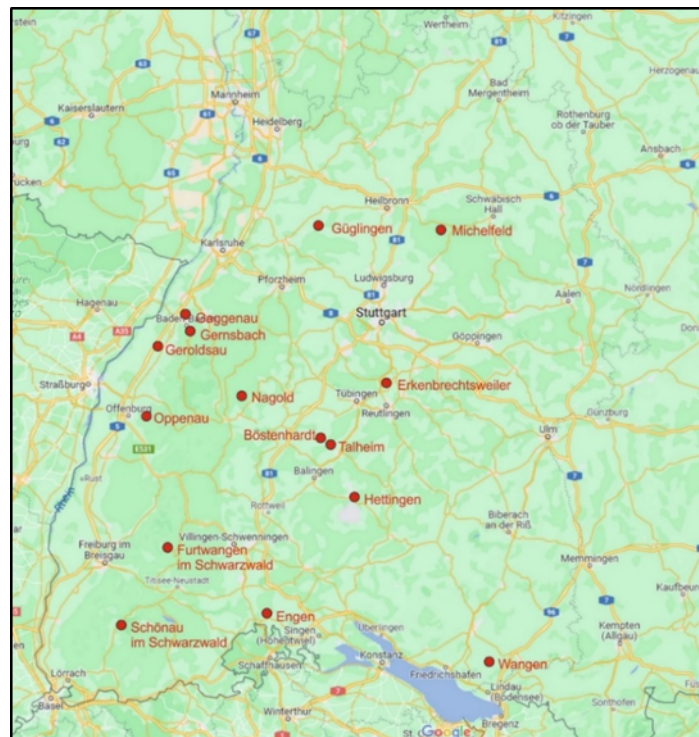 Kitzingen
Wertheim
Mannheim
Bad
Mergentheim
Herzogenau
Kaiserslautern
Heidelberg
Rothenburg
ob der Tauber
Ansbach
Heilbronn
Schwäbisch
Hall
Güglingen
Michelfeld
Karlsruhe
Pforzheim
Ludwigsburg
Nördlingen
Hagenau
Aalen
Baden-Baden
Gaggenau
Gernsbach
Stuttgart
Geroldsau
Göppingen
Straßburg
Nagold
Erkenbrechtsweiler
Tübingen
Reutlingen
Offenburg
Oppenau
Günzburg
Ulm
Böstenhardt
Talheim
Balingen
Rust
Rhein
Hettingen
Rottweil
Biberach
an der Riß
Villingen-Schwenningen
Freiburg im
Breisgau
Furtwangen
im Schwarzwald
Memmingen
Titisee-Neustadt
Kaufbeur
Engen
Schönau
im Schwarzwald
Singen
(Hohentwiel)
Überlingen
Kempten
(Allgäu)
Konstanz
Wangen
Schaffhausen
Friedrichshafen
Lörrach
Lindau
(Bodensee)
Basel
Sonthofen
Winterthur
Bregenz
Google